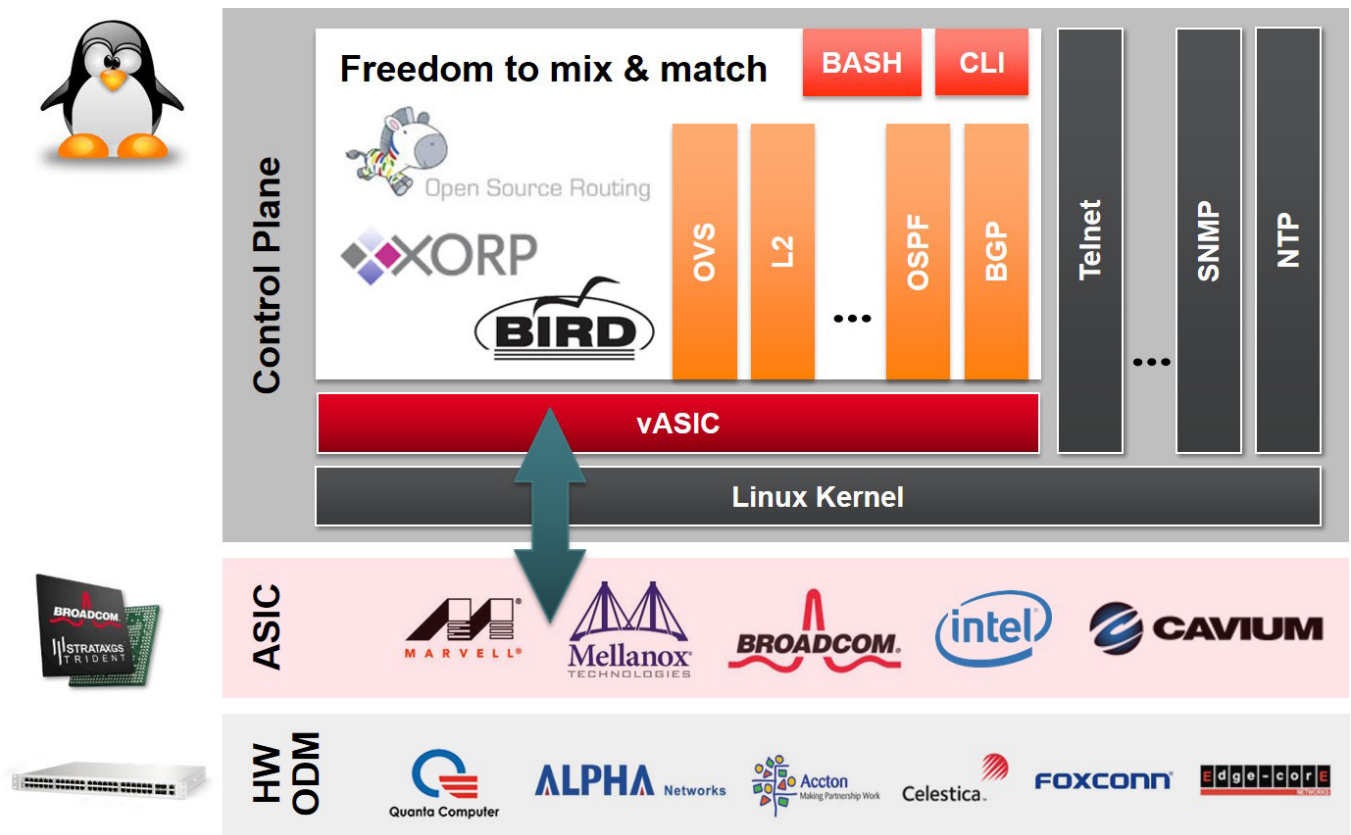 Control Plane
Freedom to mix & match
BASH
CLI
Open Source Routing
XORP
BIRD
OVS
L2
...
OSPF
BGP
Telnet
...
SNMP
NTP
vASIC
Linux Kernel
BROADCOM.
STRATAXGS
TRIDENT
ASIC
MARVELL®
Mellanox®
TECHNOLOGIES
BROADCOM.
intel
CAVIUM
HW
ODM
Quanta Computer
ALPHA Networks
Accton
Making Partnership Work
Celestica
FOXCONN
Edge-corE
NETWORKS